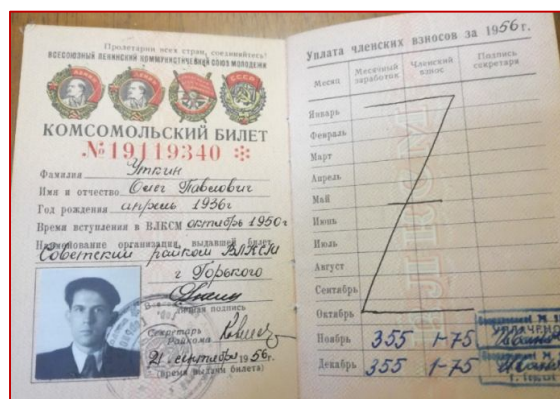 Пролетарии всех стран, соединяйтесь!
ВСЕСОЮЗНЫЙ ЛЕНИНСКИЙ КОММУНИСТИЧЕСКИЙ СОЮЗ МОЛОДЕЖИ
КОМСОМОЛЬСКИЙ БИЛЕТ
№19119340
Фамилия Уткин
Имя и отчество Олег Павлович
Год рождения апрель 1936 г
Время вступления в ВЛКСМ октябрь 1950 г
Наименование организации, выдавшей билет
Советский райком ВЛКСМ
г Горького
Личная подпись
Секретарь
Райкома
21 сентября 1956 г.
(время выдачи билета)
Уплата членских взносов за 1956 г.
Месяц Месячный заработок Членский взнос Подпись секретаря
Январь
Февраль
Март
Апрель
Май
Июнь
Июль
Август
Сентябрь
Октябрь
Ноябрь 355 1-75
Декабрь 355 1-75
ВЛКСМ